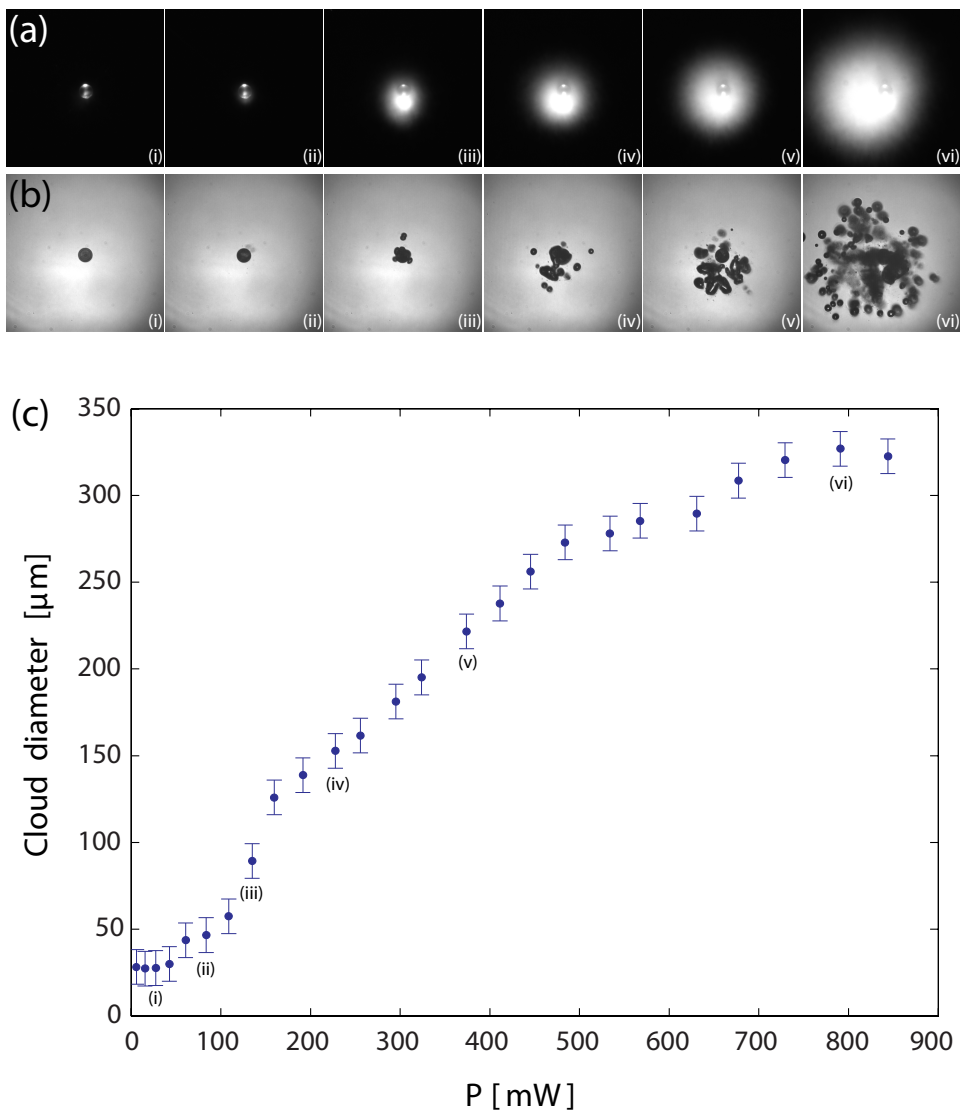 (a)
(i) (ii) (iii) (iv) (v) (vi)
(b)
(i) (ii) (iii) (iv) (v) (vi)
(c)
350
300
250
200
150
100
50
0
Cloud diameter [µm]
(i)
(ii)
(iii)
(iv)
(v)
(vi)
0 100 200 300 400 500 600 700 800 900
P [mW]